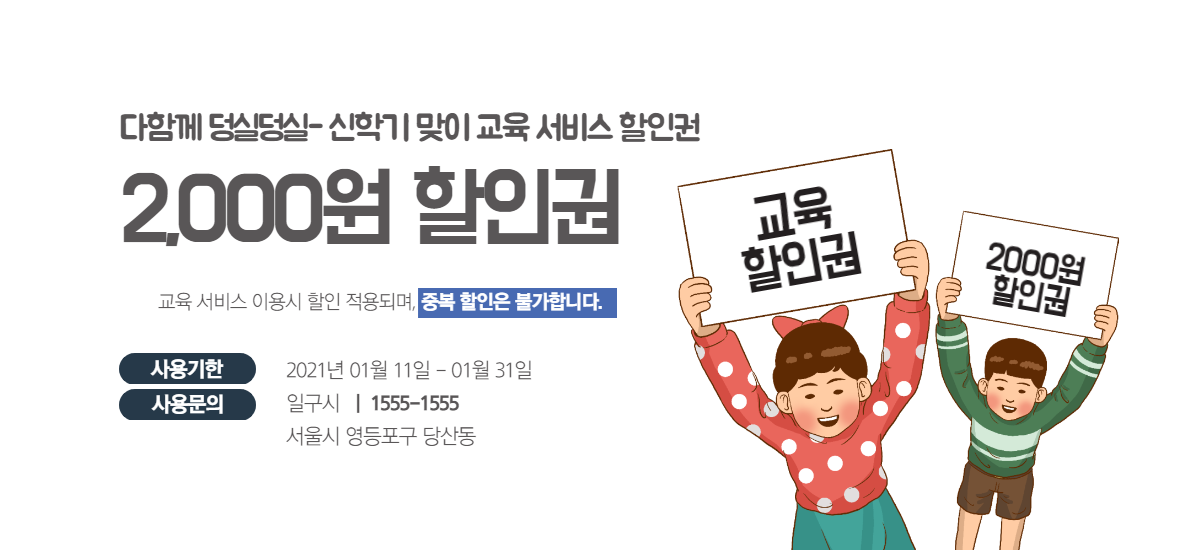 다함께 덩실덩실- 신학기 맞이 교육 서비스 할인권
2,000원 할인권
교육 서비스 이용시 할인 적용되며, 중복 할인은 불가합니다.
사용기한 2021년 01월 11일 - 01월 31일
사용문의 일구시 | 1555-1555
서울시 영등포구 당산동
교육
할인권
2000원
할인권